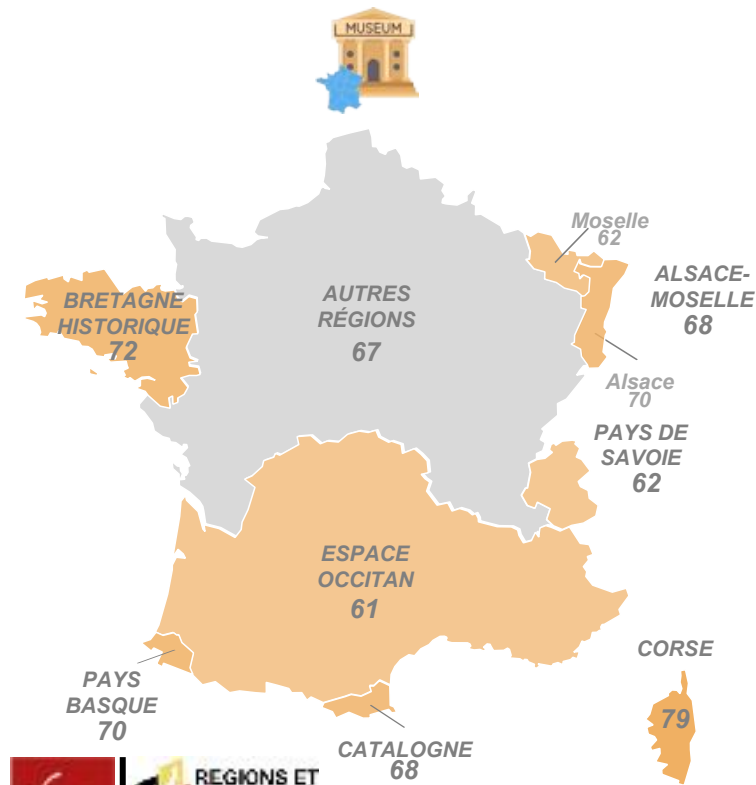 MUSEUM
Moselle
62
ALSACE-
MOSELLE
68
BRETAGNE
HISTORIQUE
72
AUTRES
RÉGIONS
67
Alsace
70
PAYS DE
SAVOIE
62
ESPACE
OCCITAN
61
CORSE
79
PAYS
BASQUE
70
CATALOGNE
68
REGIONS ET